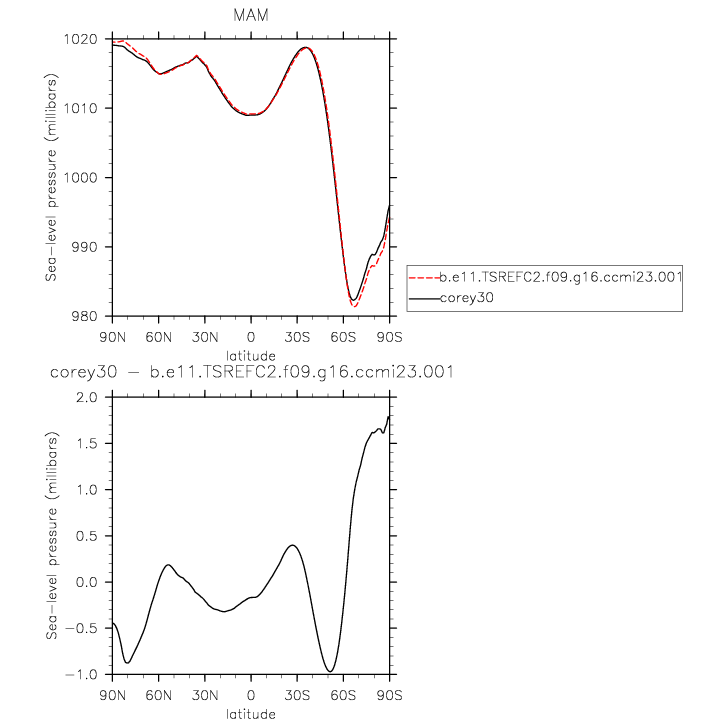 MAM
1020
1010
1000
990
980
Sea-level pressure (millibars)
90N 60N 30N 0 30S 60S 90S
latitude
b.e11.TSREFC2.f09.g16.ccmi23.001
corey30
corey30 - b.e11.TSREFC2.f09.g16.ccmi23.001
2.0
1.5
1.0
0.5
0.0
-0.5
-1.0
Sea-level pressure (millibars)
90N 60N 30N 0 30S 60S 90S
latitude